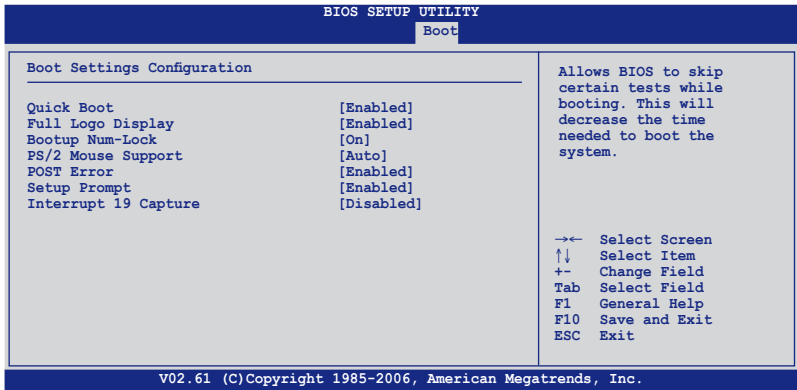 BIOS SETUP UTILITY
Boot
Boot Settings Configuration
Quick Boot [Enabled]
Full Logo Display [Enabled]
Bootup Num-Lock [On]
PS/2 Mouse Support [Auto]
POST Error [Enabled]
Setup Prompt [Enabled]
Interrupt 19 Capture [Disabled]
Allows BIOS to skip
certain tests while
booting. This will
decrease the time
needed to boot the
system.
→← Select Screen
↑↓ Select Item
+- Change Field
Tab Select Field
F1 General Help
F10 Save and Exit
ESC Exit
V02.61 (C)Copyright 1985-2006, American Megatrends, Inc.